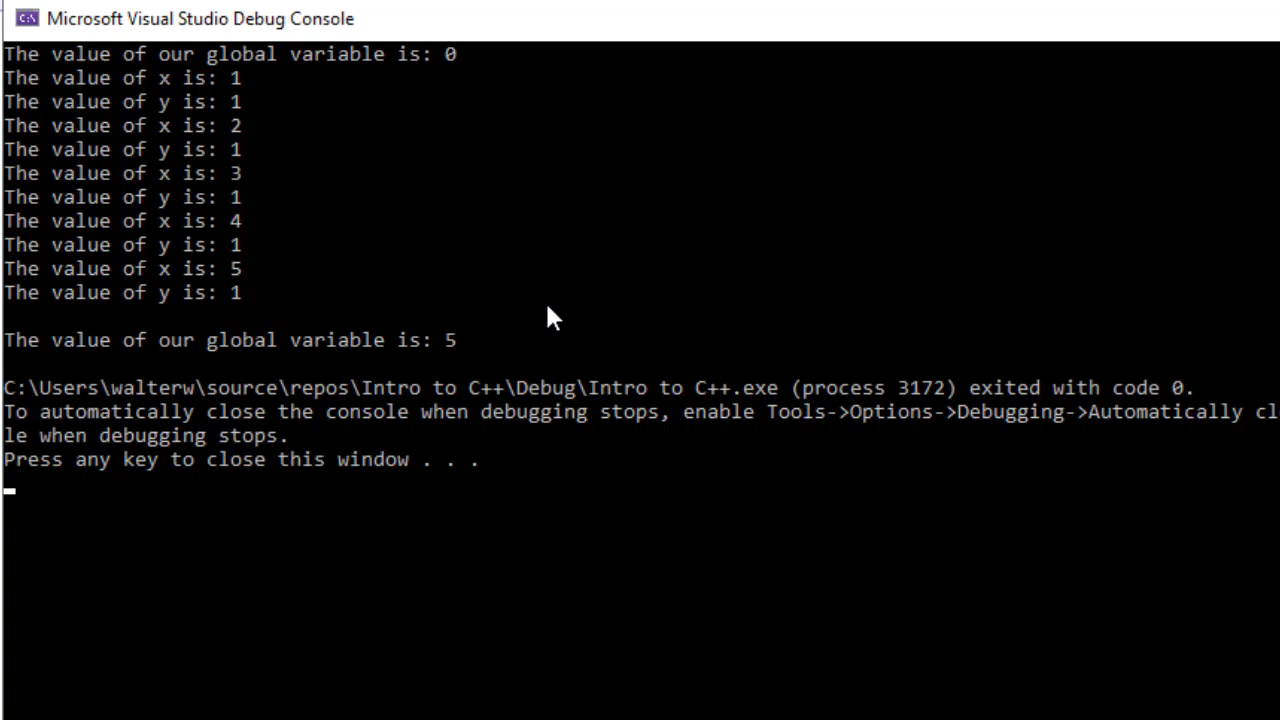 Microsoft Visual Studio Debug Console
The value of our global variable is: 0
The value of x is: 1
The value of y is: 1
The value of x is: 2
The value of y is: 1
The value of x is: 3
The value of y is: 1
The value of x is: 4
The value of y is: 1
The value of x is: 5
The value of y is: 1
The value of our global variable is: 5
C:\Users\walterw\source\repos\Intro to C++\Debug\Intro to C++.exe (process 3172) exited with code 0.
To automatically close the console when debugging stops, enable Tools->Options->Debugging->Automatically cl
le when debugging stops.
Press any key to close this window . . .